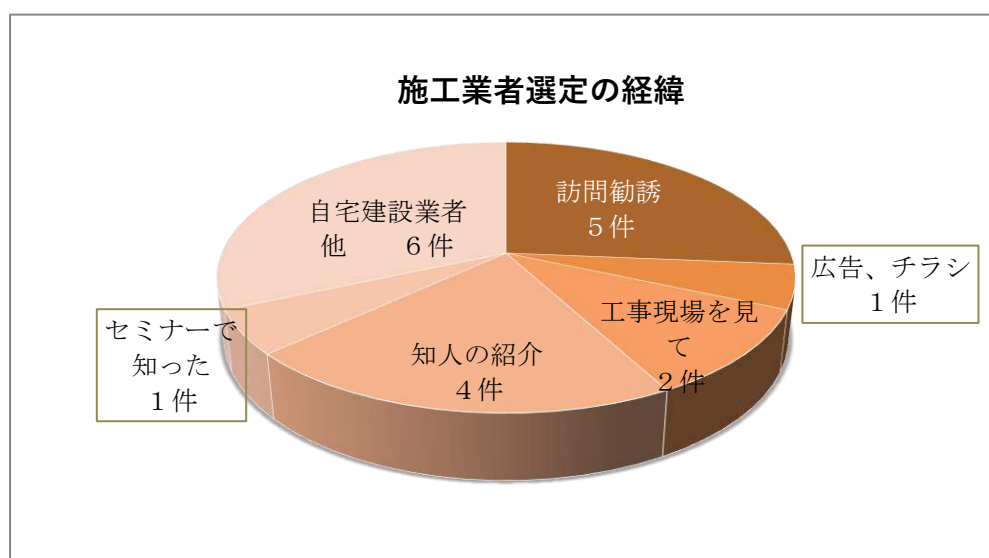 施工業者選定の経緯
訪問勧誘
５件
広告、チラシ
１件
工事現場を見
て
２件
知人の紹介
４件
セミナーで
知った
１件
自宅建設業者
他　　６件